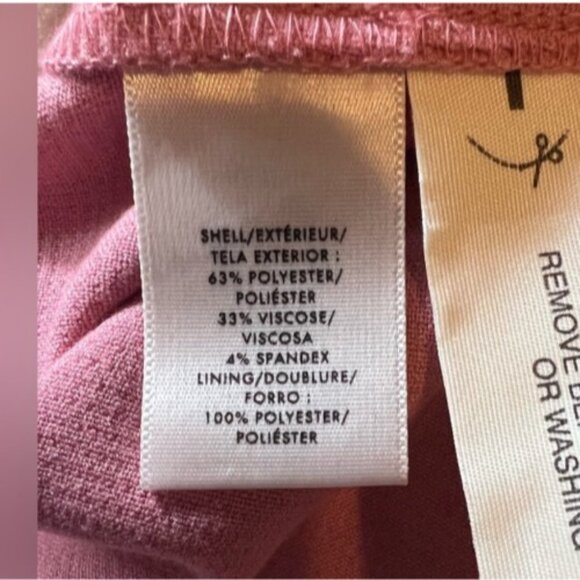 SHELL/EXTÉRIEUR/
TELA EXTERIOR :
63% POLYESTER/
POLIÉSTER
33% VISCOSE/
VISCOSA
4% SPANDEX
LINING/DOUBLURE/
FORRO :
100% POLYESTER/
POLIÉSTER
REMOVE
OR WASHING